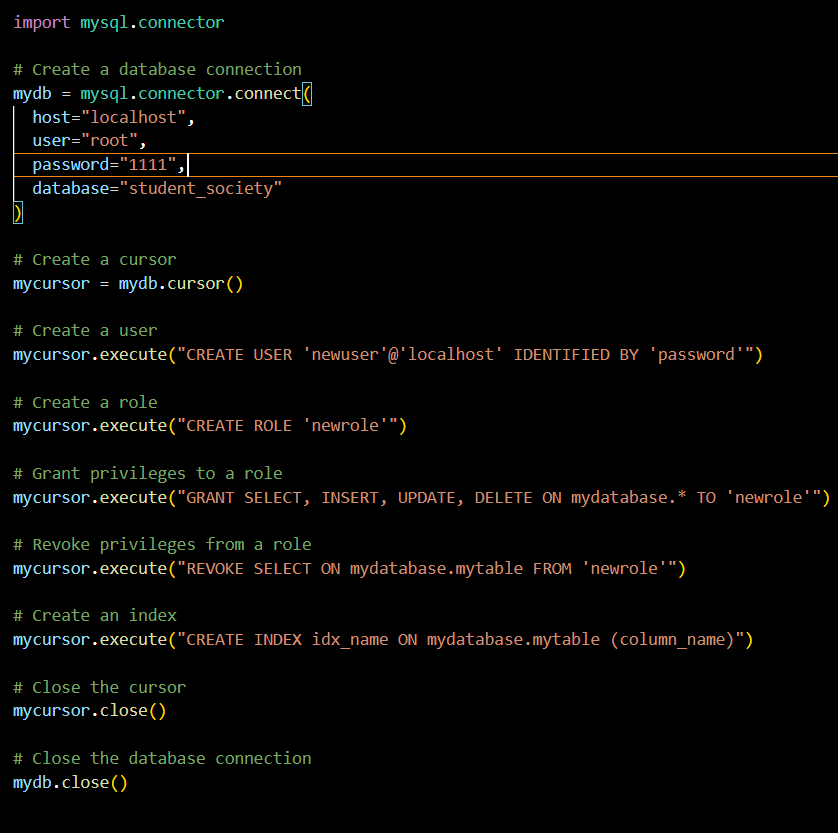 import mysql.connector
# Create a database connection
mydb = mysql.connector.connect(
host="localhost",
user="root",
password="1111",
database="student_society"
)
# Create a cursor
mycursor = mydb.cursor()
# Create a user
mycursor.execute("CREATE USER 'newuser'@'localhost' IDENTIFIED BY 'password'")
# Create a role
mycursor.execute("CREATE ROLE 'newrole'")
# Grant privileges to a role
mycursor.execute("GRANT SELECT, INSERT, UPDATE, DELETE ON mydatabase.* TO 'newrole'")
# Revoke privileges from a role
mycursor.execute("REVOKE SELECT ON mydatabase.mytable FROM 'newrole'")
# Create an index
mycursor.execute("CREATE INDEX idx_name ON mydatabase.mytable (column_name)")
# Close the cursor
mycursor.close()
# Close the database connection
mydb.close()